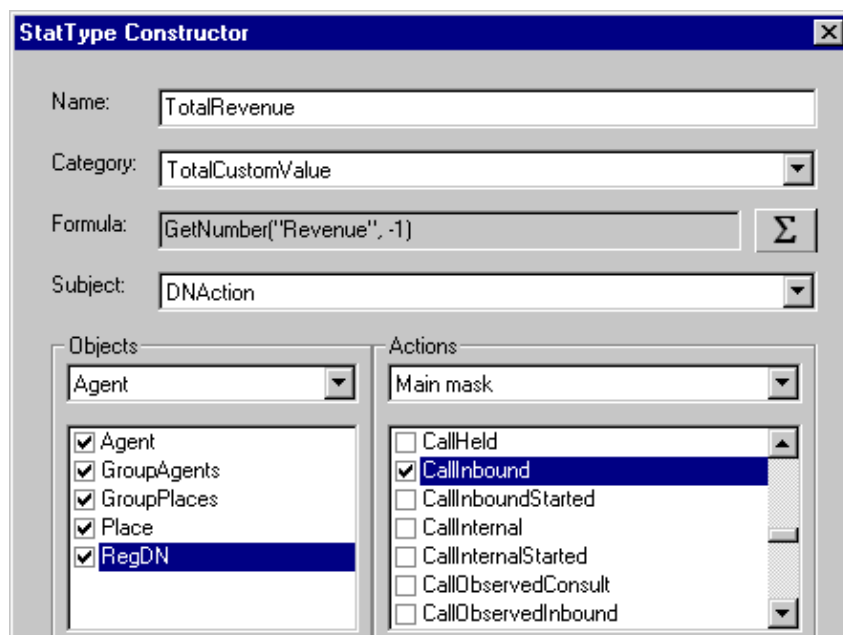 StatType Constructor
Name: TotalRevenue
Category: TotalCustomValue
Formula: GetNumber("Revenue", -1) Σ
Subject: DNAction
Objects
Agent
Agent
GroupAgents
GroupPlaces
Place
RegDN
Actions
Main mask
CallHeld
CallInbound
CallInboundStarted
CallInternal
CallInternalStarted
CallObservedConsult
CallObservedInbound